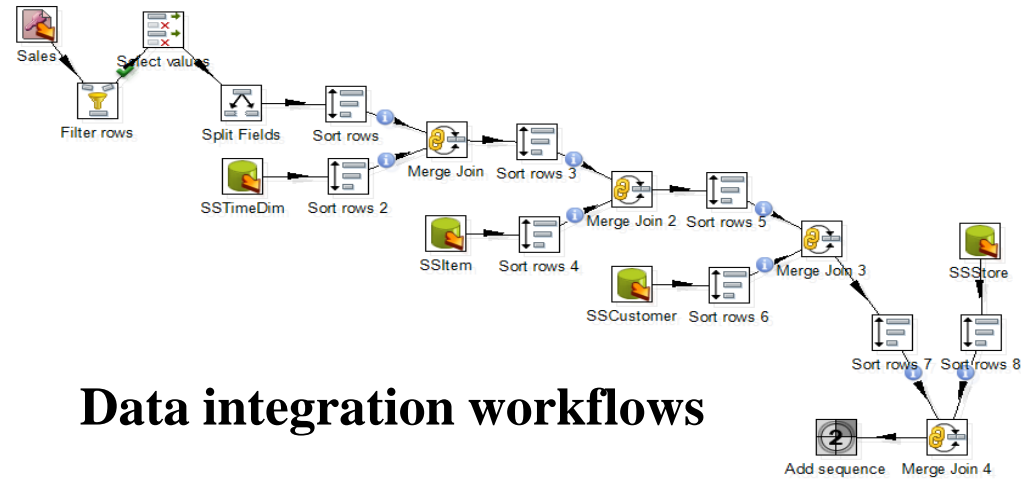 Sales
Select values
Filter rows
Split Fields
Sort rows
Merge Join
Sort rows 3
SSTimeDim
Sort rows 2
Merge Join 2
Sort rows 5
SSItem
Sort rows 4
Merge Join 3
SSStore
SSCustomer
Sort rows 6
Sort rows 7
Sort rows 8
Data integration workflows
2
Add sequence
Merge Join 4